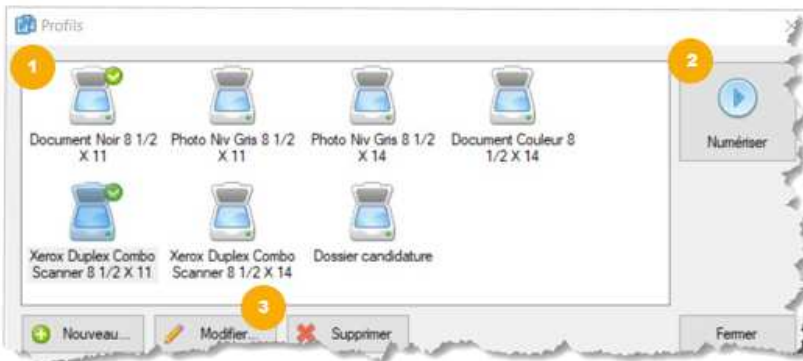 Profils
1
2
Document Noir 8 1/2
X 11
Photo Niv Gris 8 1/2
X 11
Photo Niv Gris 8 1/2
X 14
Document Couleur 8
1/2 X 14
Numériser
Xerox Duplex Combo
Scanner 8 1/2 X 11
Xerox Duplex Combo
Scanner 8 1/2 X 14
Dossier candidature
3
Nouveau...
Modifier...
Supprimer
Fermer